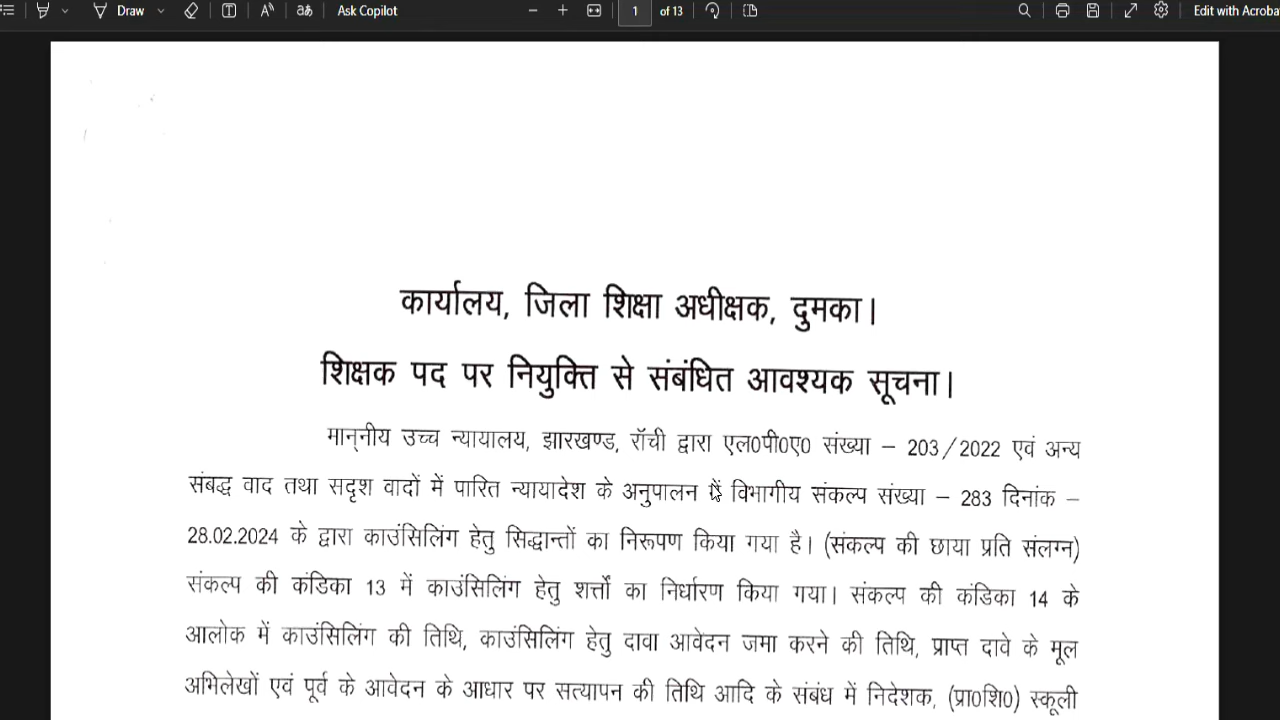 Draw
aあ
Ask Copilot
1 of 13
Edit with Acroba
कार्यालय, जिला शिक्षा अधीक्षक, दुमका।
शिक्षक पद पर नियुक्ति से संबंधित आवश्यक सूचना।
मान्नीय उच्च न्यायालय, झारखण्ड, राँची द्वारा एल0पी0ए0 संख्या – 203/2022 एवं अन्य
संबद्ध वाद तथा सदृश वादों में पारित न्यायादेश के अनुपालन में विभागीय संकल्प संख्या – 283 दिनांक –
28.02.2024 के द्वारा काउंसिलिंग हेतु सिद्धान्तों का निरूपण किया गया है। (संकल्प की छाया प्रति संलग्न)
संकल्प की कंडिका 13 में काउंसिलिंग हेतु शर्त्तों का निर्धारण किया गया। संकल्प की कंडिका 14 के
आलोक में काउंसिलिंग की तिथि, काउंसिलिंग हेतु दावा आवेदन जमा करने की तिथि, प्राप्त दावे के मूल
अभिलेखों एवं पूर्व के आवेदन के आधार पर सत्यापन की तिथि आदि के संबंध में निदेशक, (प्रा0शि0) स्कूली